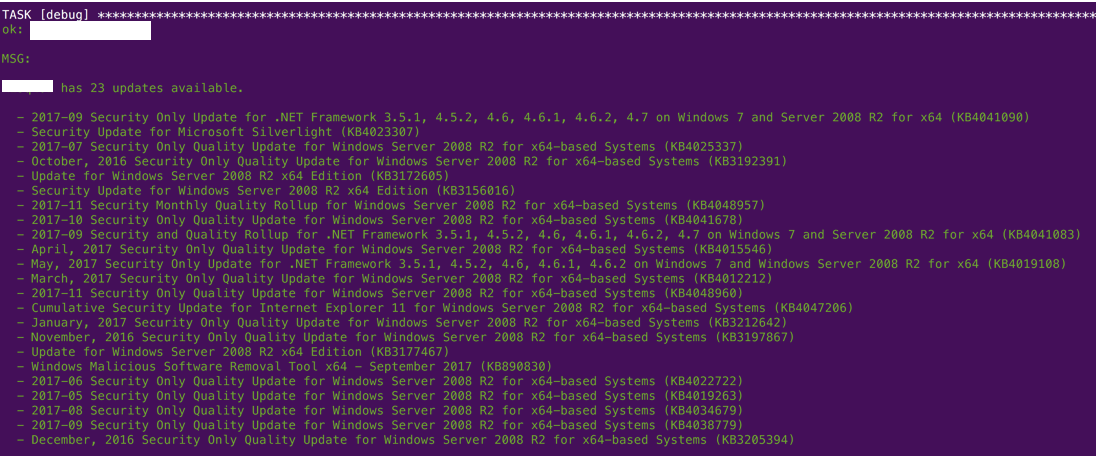 TASK [debug] ****************************************************************************************************************************************
ok:
MSG:
has 23 updates available.
- 2017-09 Security Only Update for .NET Framework 3.5.1, 4.5.2, 4.6, 4.6.1, 4.6.2, 4.7 on Windows 7 and Server 2008 R2 for x64 (KB4041090)
- Security Update for Microsoft Silverlight (KB4023307)
- 2017-07 Security Only Quality Update for Windows Server 2008 R2 for x64-based Systems (KB4025337)
- October, 2016 Security Only Quality Update for Windows Server 2008 R2 for x64-based Systems (KB3192391)
- Update for Windows Server 2008 R2 x64 Edition (KB3172605)
- Security Update for Windows Server 2008 R2 x64 Edition (KB3156016)
- 2017-11 Security Monthly Quality Rollup for Windows Server 2008 R2 for x64-based Systems (KB4048957)
- 2017-10 Security Only Quality Update for Windows Server 2008 R2 for x64-based Systems (KB4041678)
- 2017-09 Security and Quality Rollup for .NET Framework 3.5.1, 4.5.2, 4.6, 4.6.1, 4.6.2, 4.7 on Windows 7 and Server 2008 R2 for x64 (KB4041083)
- April, 2017 Security Only Quality Update for Windows Server 2008 R2 for x64-based Systems (KB4015546)
- May, 2017 Security Only Update for .NET Framework 3.5.1, 4.5.2, 4.6, 4.6.1, 4.6.2 on Windows 7 and Windows Server 2008 R2 for x64 (KB4019108)
- March, 2017 Security Only Quality Update for Windows Server 2008 R2 for x64-based Systems (KB4012212)
- 2017-11 Security Only Quality Update for Windows Server 2008 R2 for x64-based Systems (KB4048960)
- Cumulative Security Update for Internet Explorer 11 for Windows Server 2008 R2 for x64-based Systems (KB4047206)
- January, 2017 Security Only Quality Update for Windows Server 2008 R2 for x64-based Systems (KB3212642)
- November, 2016 Security Only Quality Update for Windows Server 2008 R2 for x64-based Systems (KB3197867)
- Update for Windows Server 2008 R2 x64 Edition (KB3177467)
- Windows Malicious Software Removal Tool x64 - September 2017 (KB890830)
- 2017-06 Security Only Quality Update for Windows Server 2008 R2 for x64-based Systems (KB4022722)
- 2017-05 Security Only Quality Update for Windows Server 2008 R2 for x64-based Systems (KB4019263)
- 2017-08 Security Only Quality Update for Windows Server 2008 R2 for x64-based Systems (KB4034679)
- 2017-09 Security Only Quality Update for Windows Server 2008 R2 for x64-based Systems (KB4038779)
- December, 2016 Security Only Quality Update for Windows Server 2008 R2 for x64-based Systems (KB3205394)